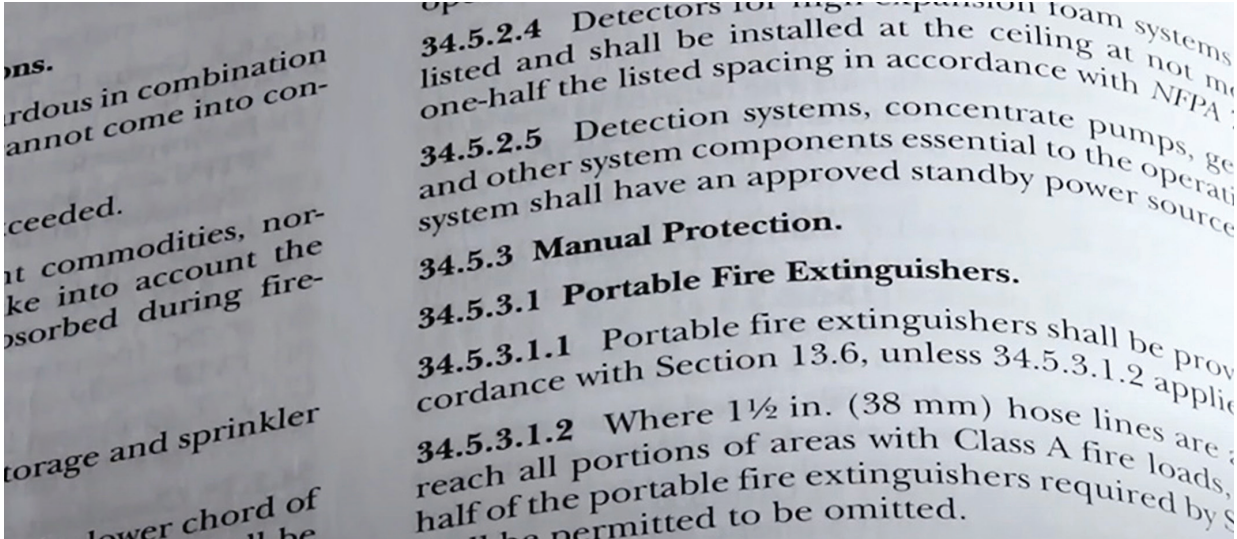 ons.
rdous in combination
annot come into con-
ceeded.
nt commodities, nor-
ke into account the
bsorbed during fire-
torage and sprinkler
lower chord of
be
34.5.2.4 Detectors for high expansion foam systems
listed and shall be installed at the ceiling at not
one-half the listed spacing in accordance with NFPA
34.5.2.5 Detection systems, concentrate pumps, ge
and other system components essential to the operati
system shall have an approved standby power source
34.5.3 Manual Protection.
34.5.3.1 Portable Fire Extinguishers.
34.5.3.1.1 Portable fire extinguishers shall be prov
cordance with Section 13.6, unless 34.5.3.1.2 applie
34.5.3.1.2 Where 1½ in. (38 mm) hose lines are
reach all portions of areas with Class A fire loads,
half of the portable fire extinguishers required by S
be permitted to be omitted.